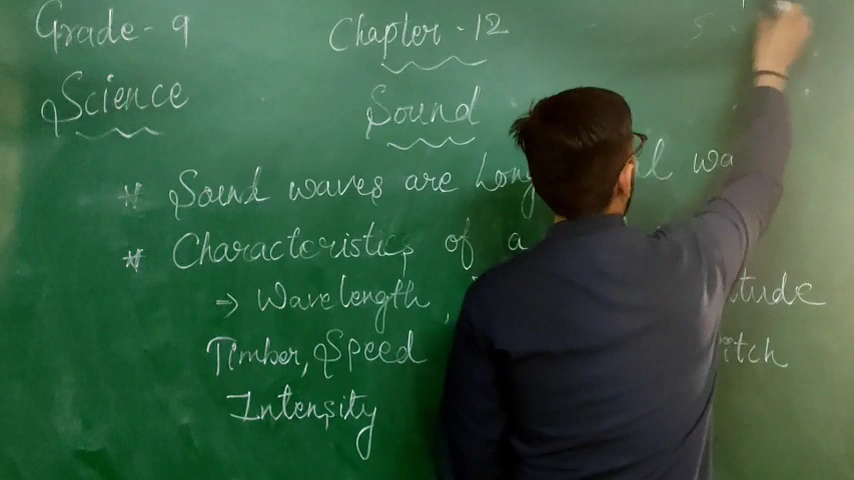 Grade-9 Chapter-12 5
Science Sound
* Sound waves are Long l wa
* Characteristics of a
→ Wavelength, tude
Timber, Speed itch
Intensity